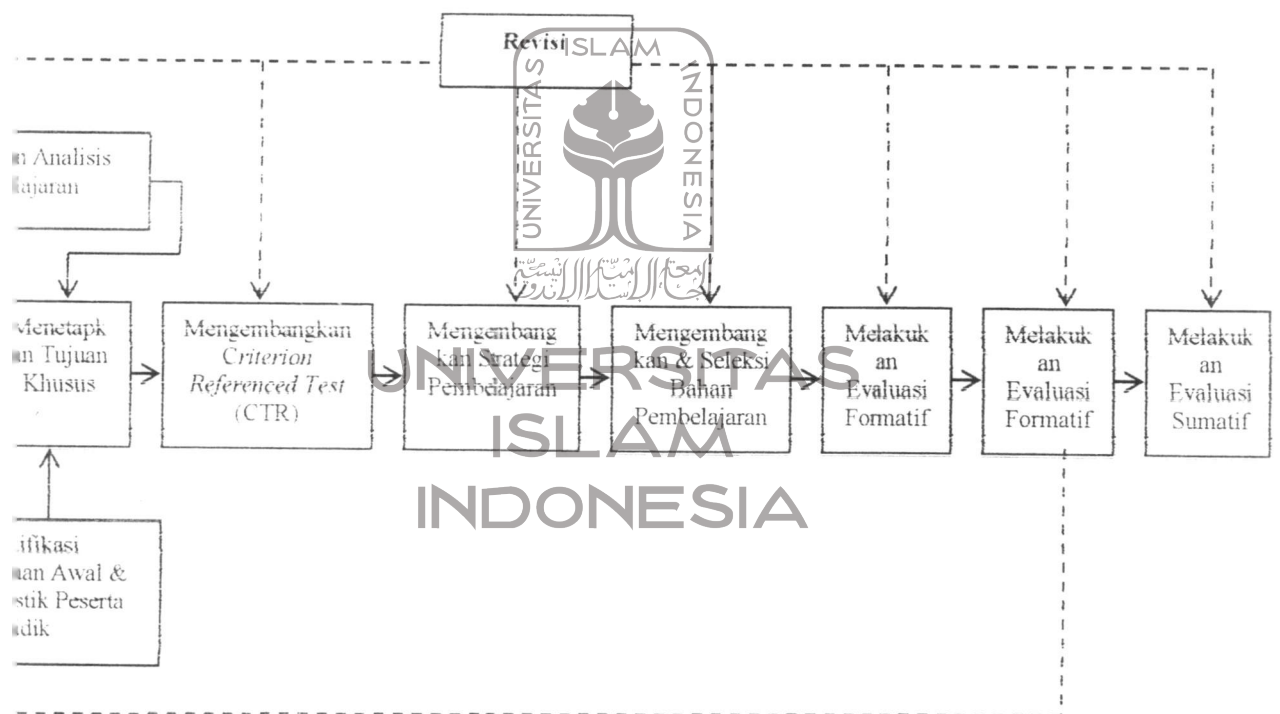 Revisi
ISLAM
UNIVERSITAS
INDONESIA
n Analisis
lajaran
Menetapk
an Tujuan
Khusus
Mengembangkan
Criterion
Referenced Test
(CTR)
Mengembang
kan Strategi
Pembelajaran
Mengembang
kan & Seleksi
Bahan
Pembelajaran
Melakuk
an
Evaluasi
Formatif
Melakuk
an
Evaluasi
Formatif
Melakuk
an
Evaluasi
Sumatif
UNIVERSITAS
ISLAM
INDONESIA
ifikasi
uan Awal &
stik Peserta
dik